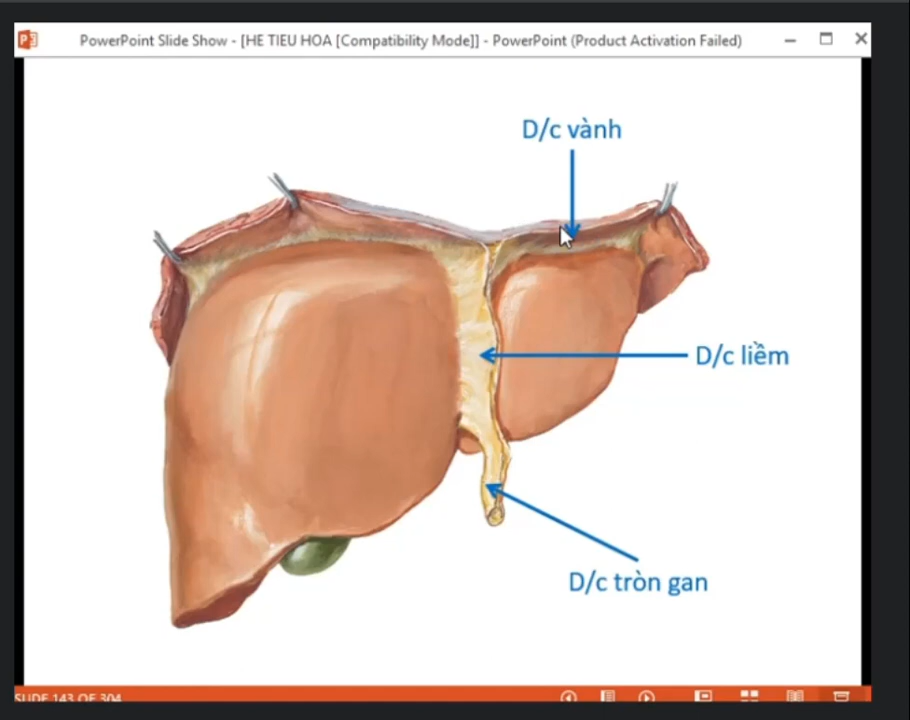 PowerPoint Slide Show - [HE TIEU HOA [Compatibility Mode]] - PowerPoint (Product Activation Failed)
D/c vành
D/c liềm
D/c tròn gan
SLIDE 143 OF 304